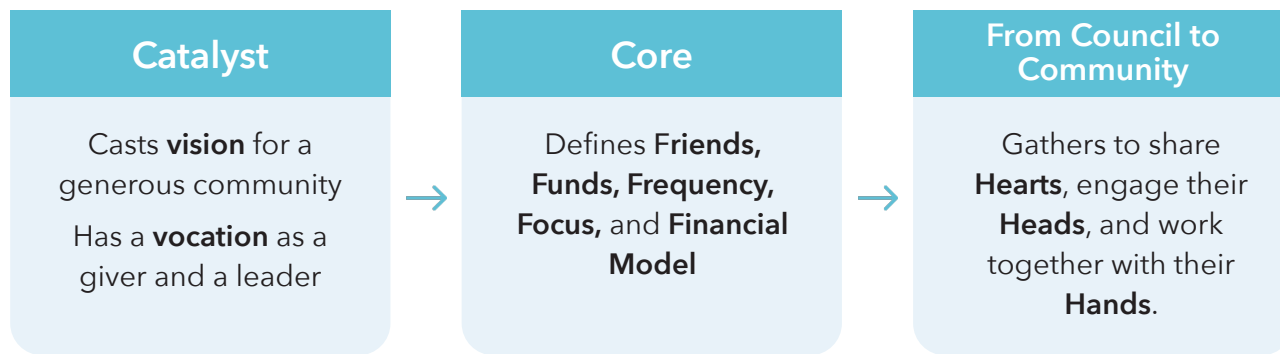 Catalyst
Casts vision for a
generous community
Has a vocation as a
giver and a leader
Core
Defines Friends,
Funds, Frequency,
Focus, and Financial
Model
From Council to
Community
Gathers to share
Hearts, engage their
Heads, and work
together with their
Hands.